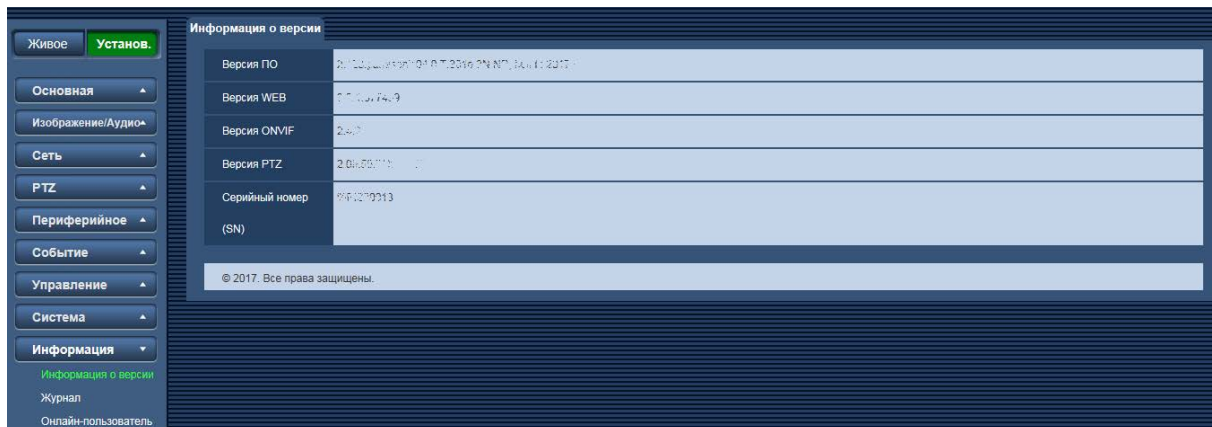 Информация о версии
Живое Установ.
Версия ПО
Основная
Версия WEB
Изображение/Аудио
Версия ONVIF
Сеть
Версия PTZ
PTZ
Серийный номер
(SN)
Периферийное
Событие
© 2017. Все права защищены.
Управление
Система
Информация
Информация о версии
Журнал
Онлайн-пользователь